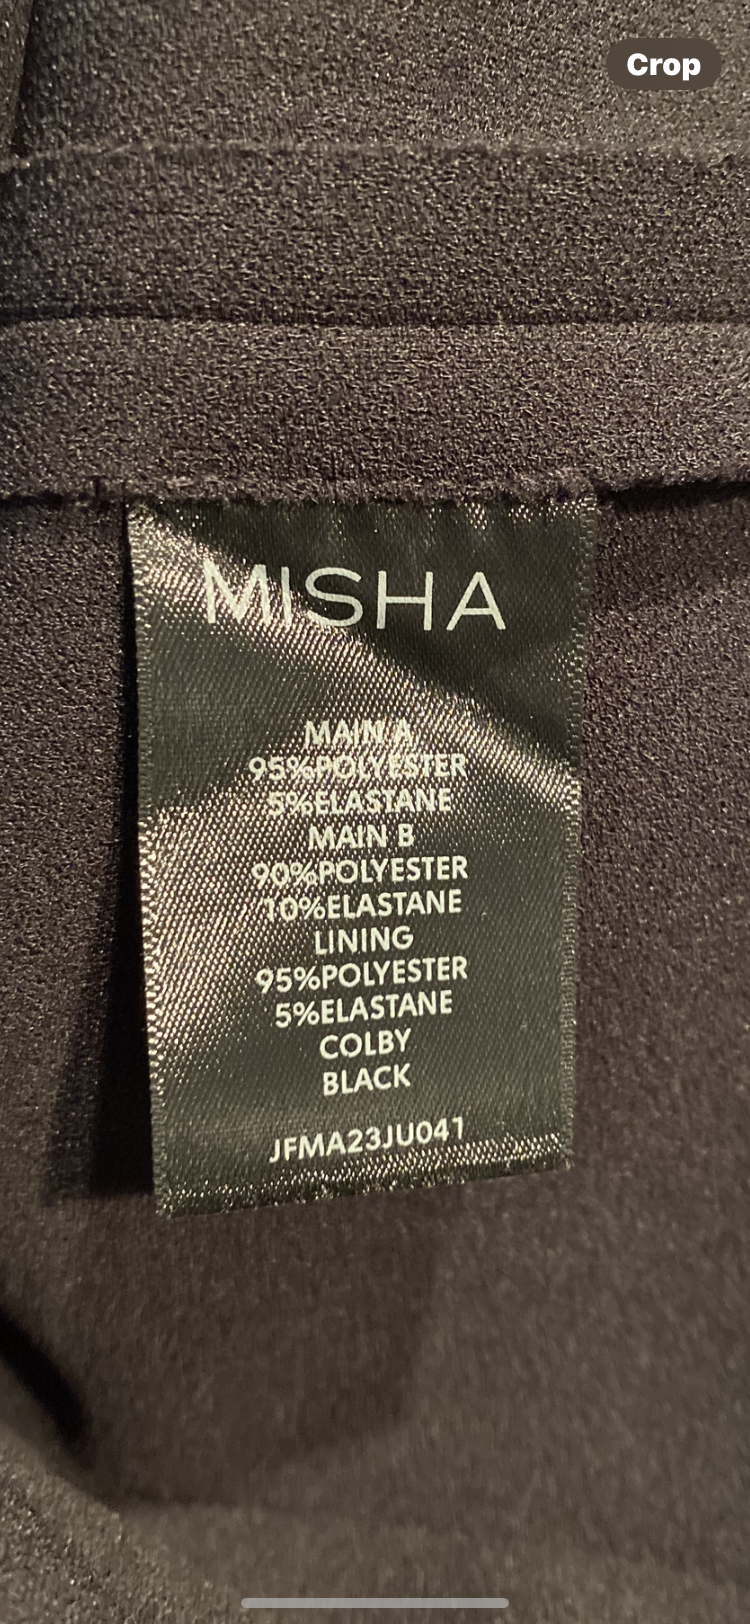 Crop
MISHA
MAIN A
95%POLYESTER
5%ELASTANE
MAIN B
90%POLYESTER
10%ELASTANE
LINING
95%POLYESTER
5%ELASTANE
COLBY
BLACK
JFMA23JU041